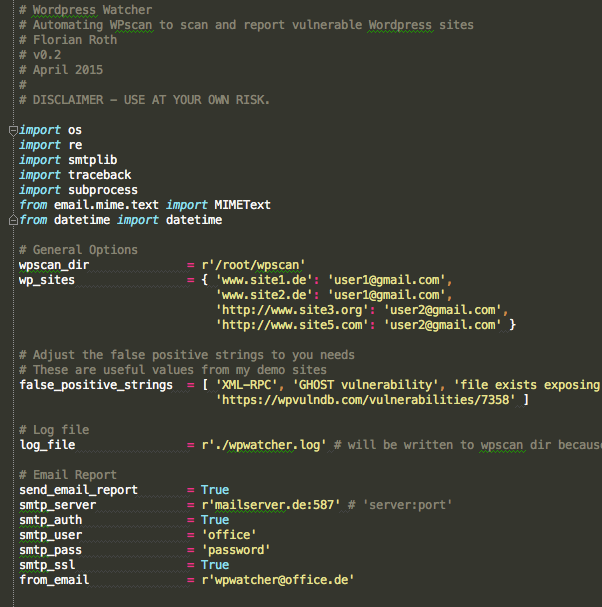 # Wordpress Watcher
# Automating WPscan to scan and report vulnerable Wordpress sites
# Florian Roth
# v0.2
# April 2015
#
# DISCLAIMER - USE AT YOUR OWN RISK.
import os
import re
import smtplib
import traceback
import subprocess
from email.mime.text import MIMEText
from datetime import datetime
# General Options
wpscan_dir = r'/root/wpscan'
wp_sites = { 'www.site1.de': 'user1@gmail.com',
'www.site2.de': 'user1@gmail.com',
'http://www.site3.org': 'user2@gmail.com',
'http://www.site5.com': 'user2@gmail.com' }
# Adjust the false positive strings to you needs
# These are useful values from my demo sites
false_positive_strings = [ 'XML-RPC', 'GHOST vulnerability', 'file exists exposing
'https://wpvulndb.com/vulnerabilities/7358' ]
# Log file
log_file = r'./wpwatcher.log' # will be written to wpscan dir becaus
# Email Report
send_email_report = True
smtp_server = r'mailserver.de:587' # 'server:port'
smtp_auth = True
smtp_user = 'office'
smtp_pass = 'password'
smtp_ssl = True
from_email = r'wpwatcher@office.de'